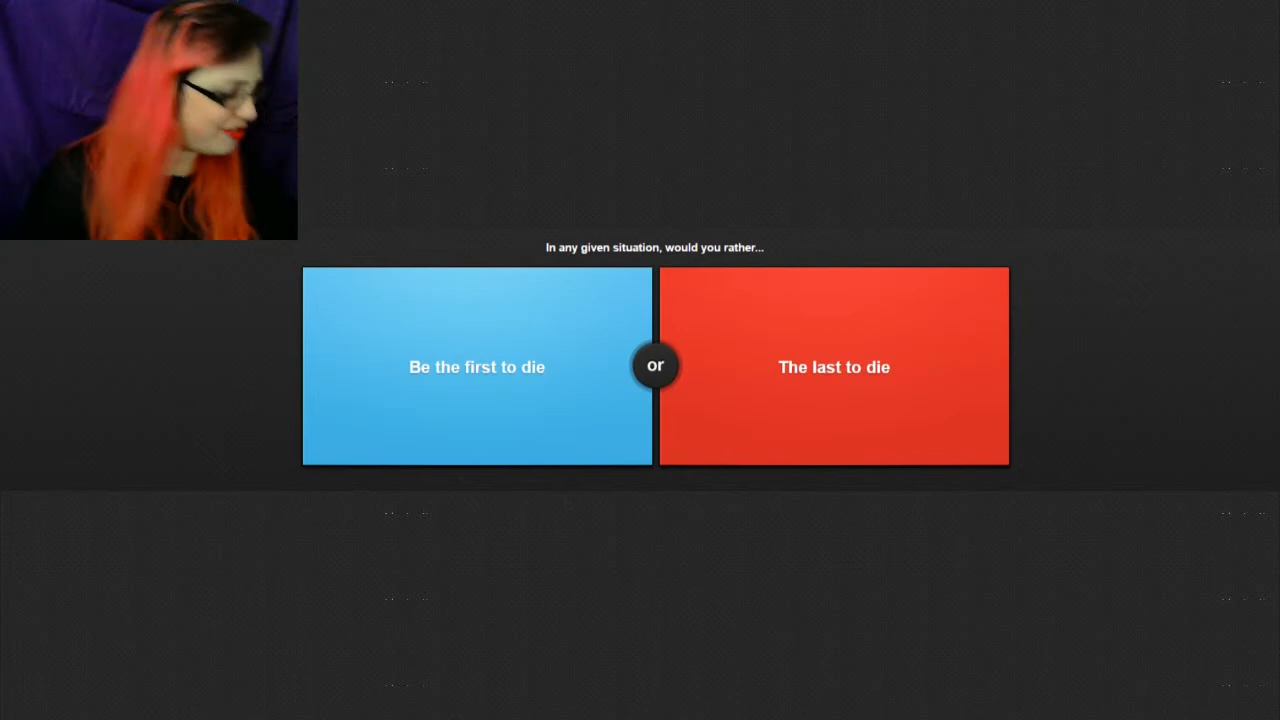 In any given situation, would you rather...
Be the first to die
or
The last to die